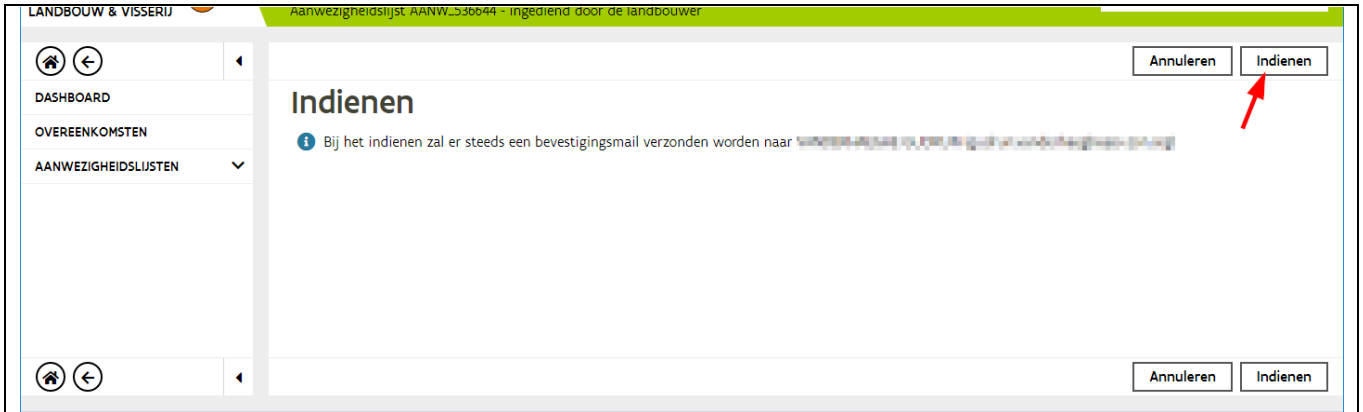 LANDBOUW & VISSERIJ
Aanwezigheidslijst AANW_536644 - ingediend door de landbouwer
Annuleren Indienen
DASHBOARD
OVEREENKOMSTEN
AANWEZIGHEIDSLIJSTEN
Indienen
Bij het indienen zal er steeds een bevestigingsmail verzonden worden naar
Annuleren Indienen